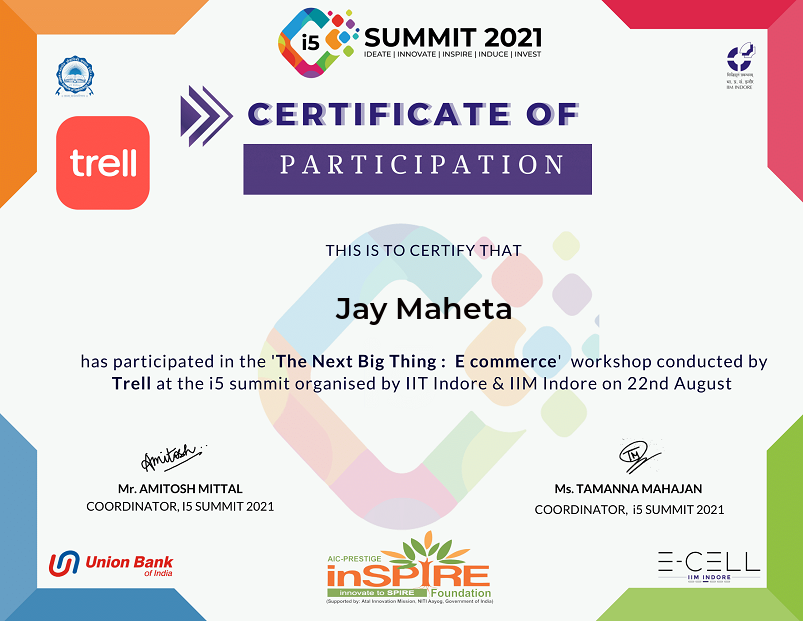 i5
SUMMIT 2021
IDEATE | INNOVATE | INSPIRE | INDUCE | INVEST
IIM INDORE
trell
CERTIFICATE OF
PARTICIPATION
THIS IS TO CERTIFY THAT
Jay Maheta
has participated in the 'The Next Big Thing : E commerce' workshop conducted by
Trell at the i5 summit organised by IIT Indore & IIM Indore on 22nd August
Amitosh
TM
Mr. AMITOSH MITTAL
COORDINATOR, I5 SUMMIT 2021
Ms. TAMANNA MAHAJAN
COORDINATOR, i5 SUMMIT 2021
Union Bank
of India
AIC-PRESTIGE
inSPIRE
innovate to SPIRE Foundation
(Supported by: Atal Innovation Mission, NITI Aayog, Government of India)
E-CELL
IIM INDORE